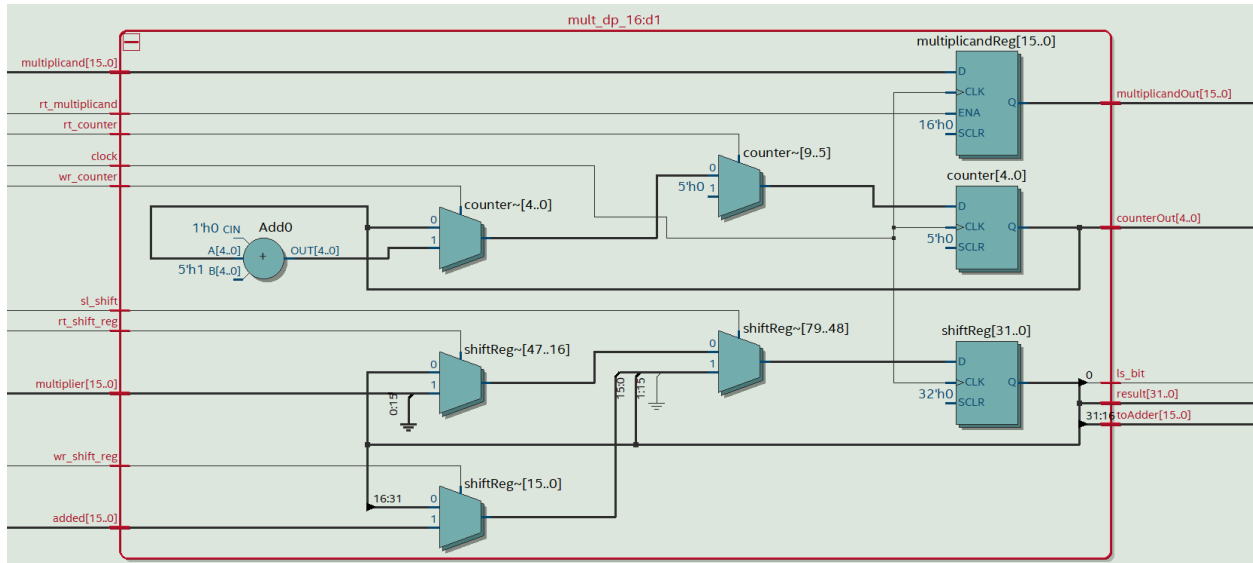 mult_dp_16:d1
multiplicandReg[15..0]
multiplicand[15..0]
D
multiplicandOut[15..0]
>CLK
Q
rt_multiplicand
ENA
rt_counter
16'h0
SCLR
clock
counter~[9..5]
wr_counter
0
5'h0
1
counter[4..0]
counter~[4..0]
D
1'h0 CIN
Add0
0
counterOut[4..0]
>CLK
Q
A[4..0]
+
OUT[4..0]
1
5'h0
SCLR
5'h1 B[4..0]
sl_shift
rt_shift_reg
shiftReg~[79..48]
shiftReg[31..0]
shiftReg~[47..16]
0
D
0
1
multiplier[15..0]
1
0:15
15:0
1:15
>CLK
Q
0
ls_bit
32'h0
SCLR
result[31..0]
31:16
toAdder[15..0]
wr_shift_reg
shiftReg~[15..0]
16:31
0
added[15..0]
1